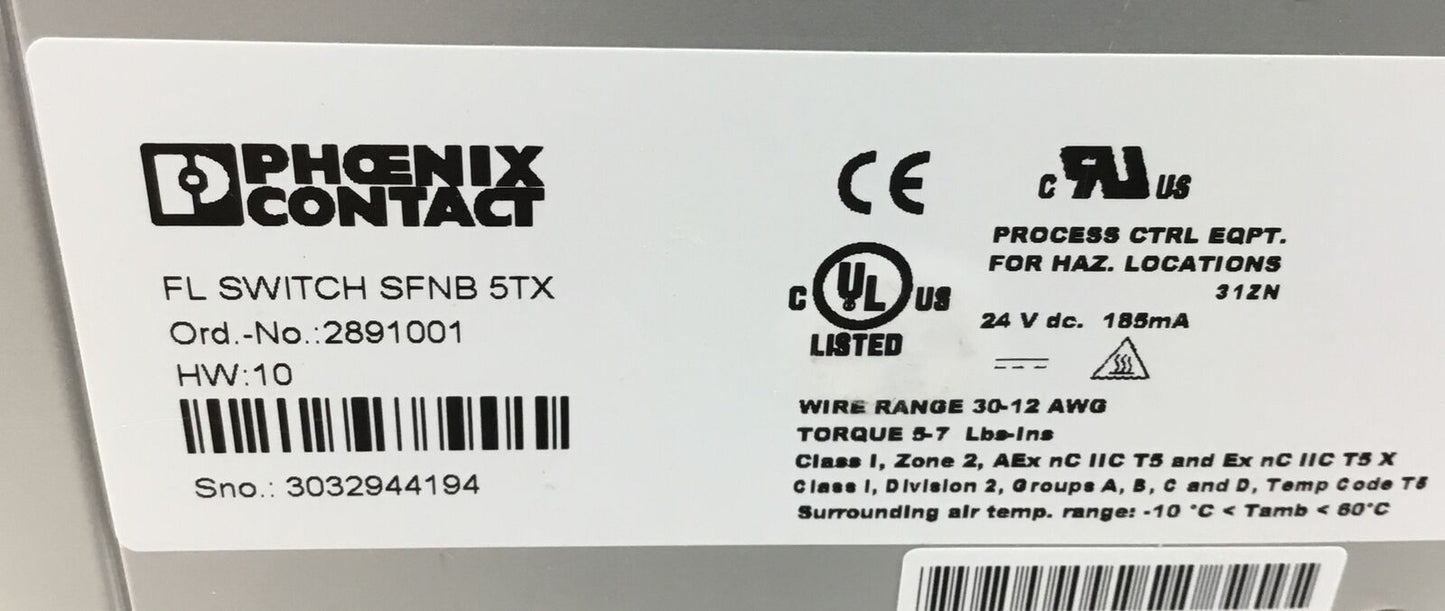 PHŒNIX
CONTACT
FL SWITCH SFNB 5TX
Ord.-No.:2891001
HW:10
Sno.: 3032944194
CE
C UL US
LISTED
C RU US
PROCESS CTRL EQPT.
FOR HAZ. LOCATIONS
31ZN
24 V dc. 185mA
WIRE RANGE 30-12 AWG
TORQUE 5-7 Lbs-Ins
Class I, Zone 2, AEx nC IIC T5 and Ex nC IIC T5 X
Class I, Division 2, Groups A, B, C and D, Temp Code T5
Surrounding air temp. range: -10 °C < Tamb < 60°C